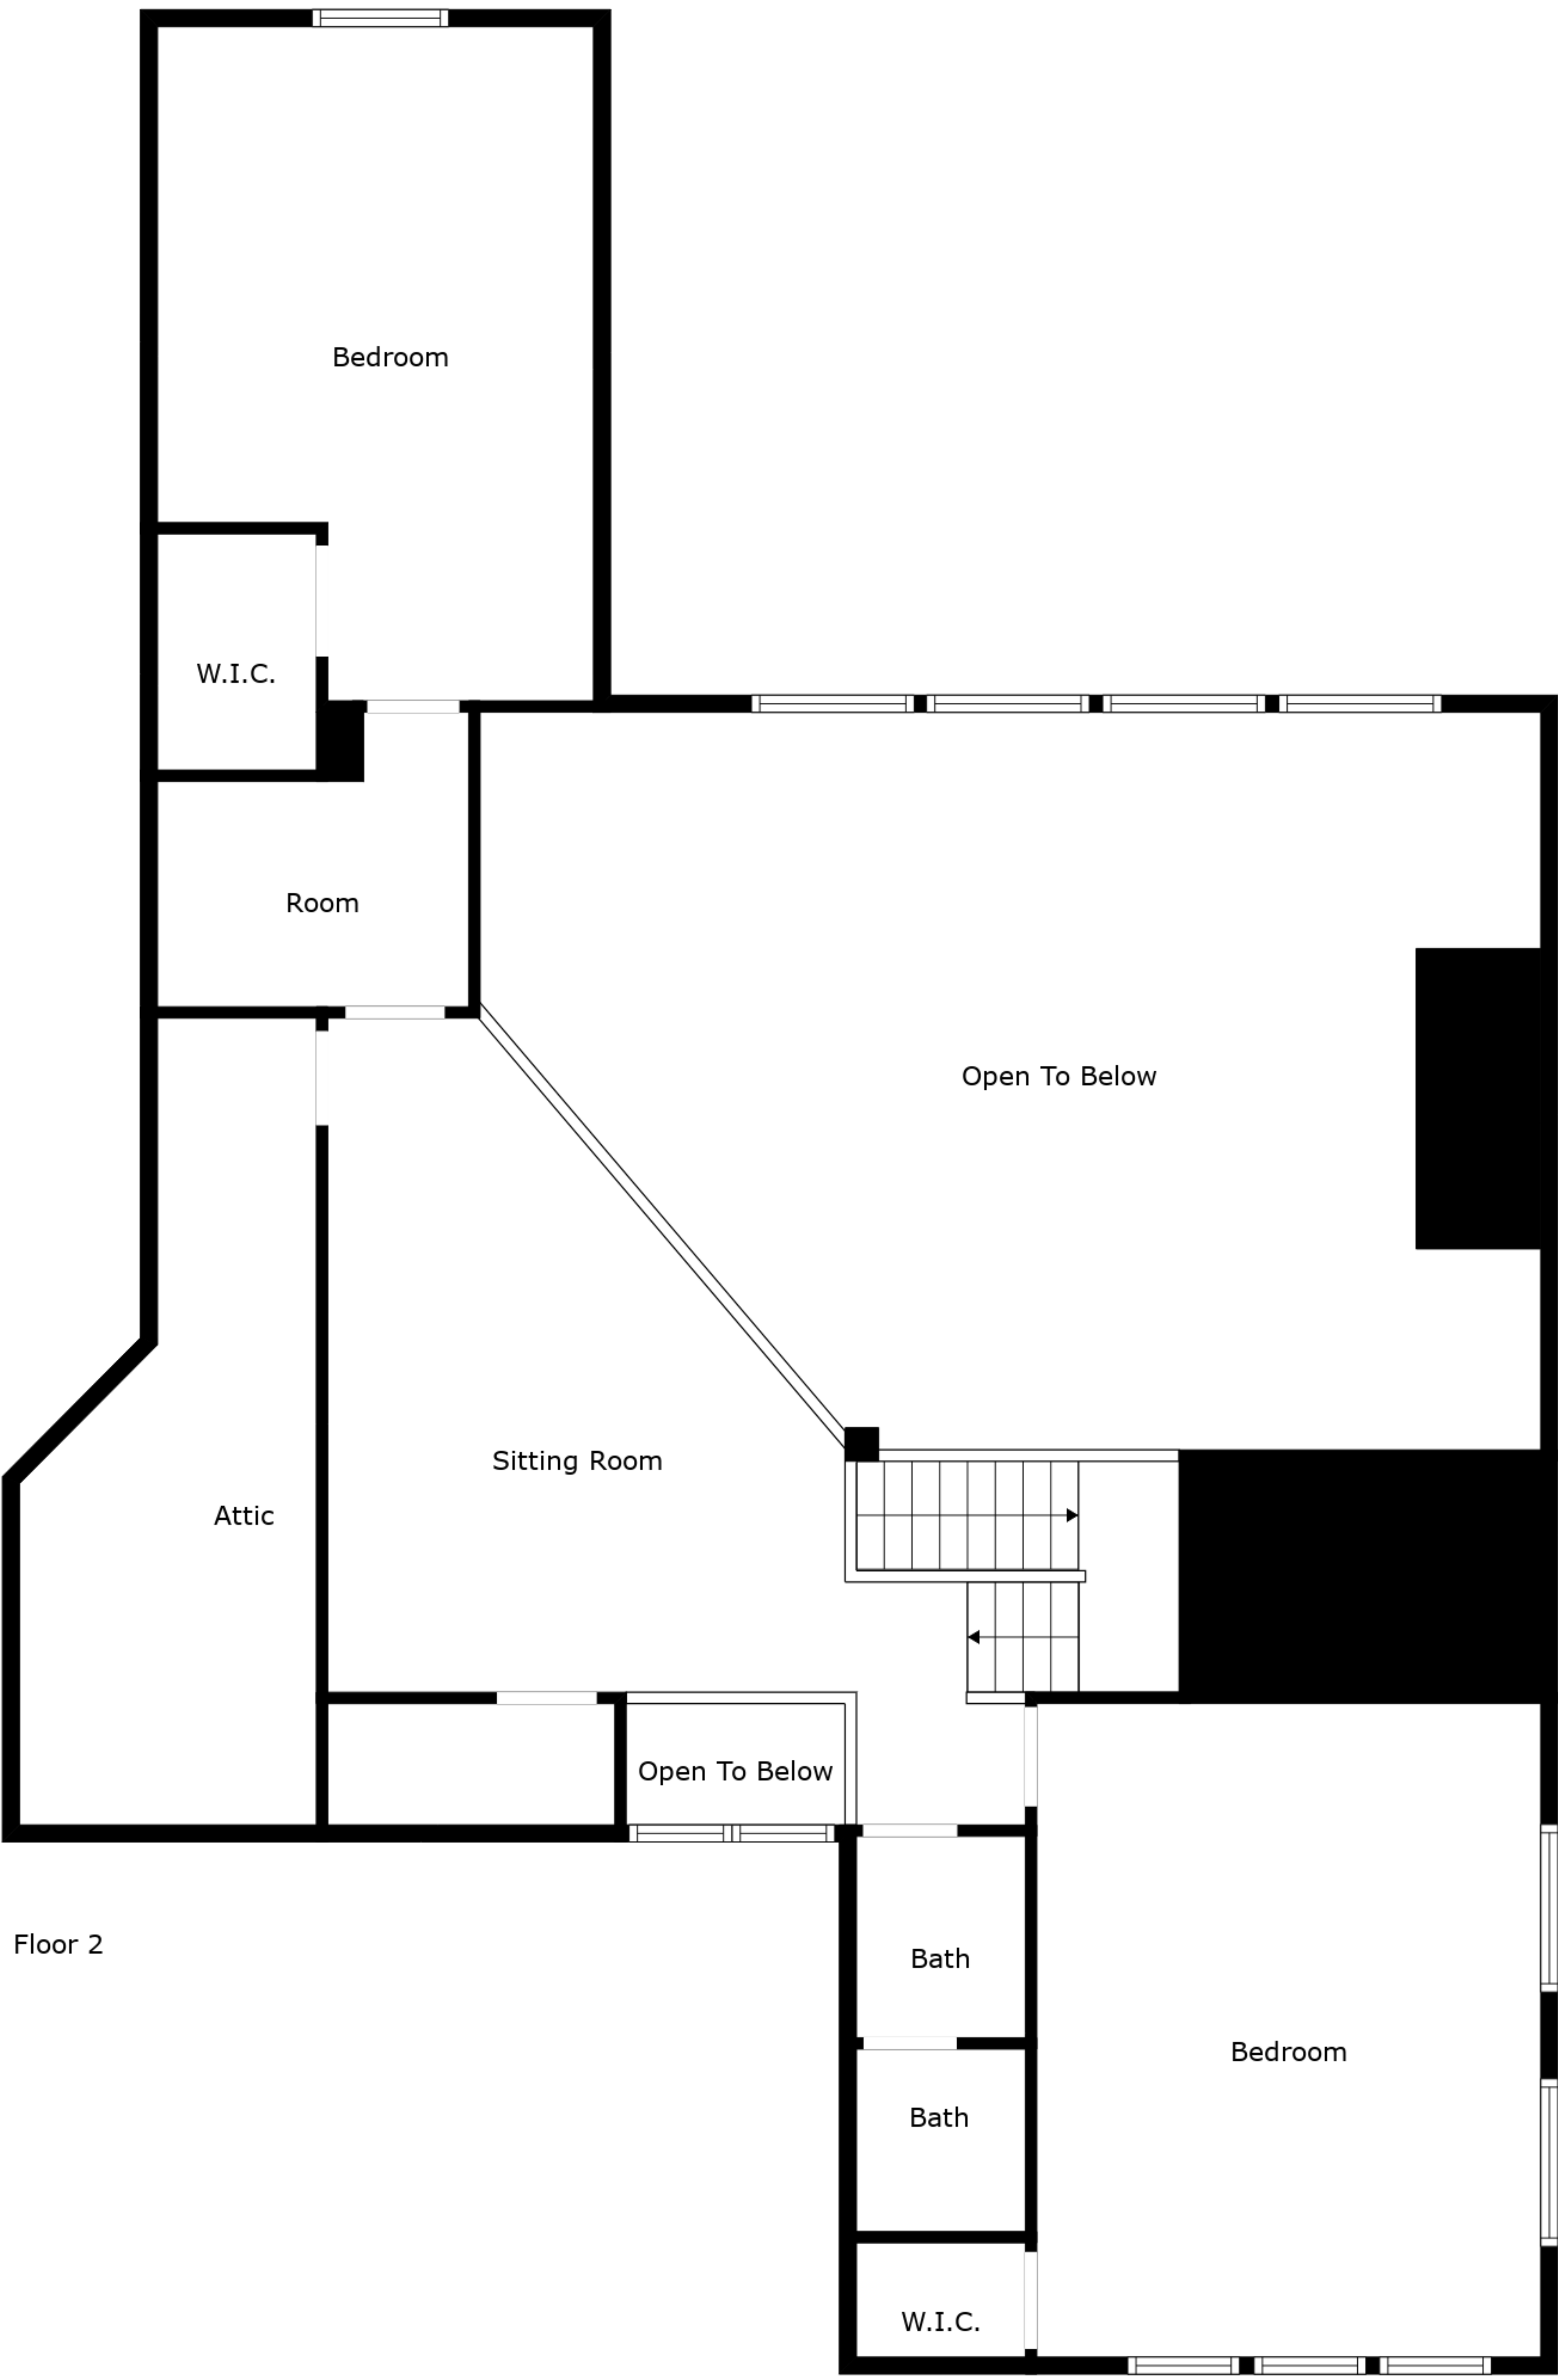 Bedroom
W.I.C.
Room
Open To Below
Sitting Room
Attic
Open To Below
Floor 2
Bath
Bedroom
Bath
W.I.C.